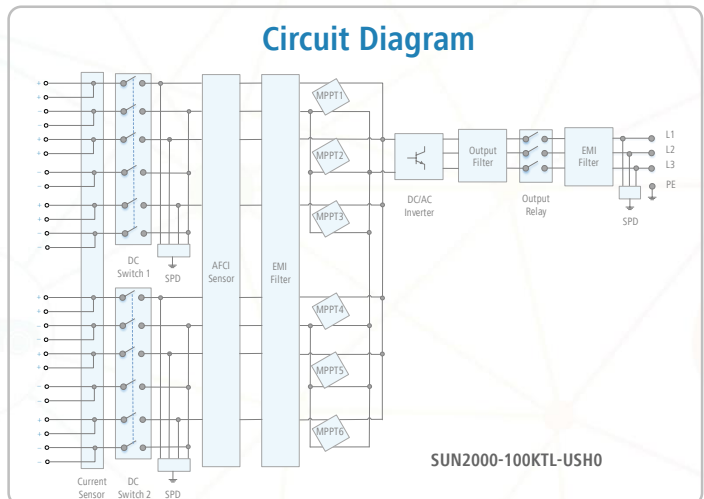 Circuit Diagram
+
+
−
−
+
+
−
−
+
+
−
−
DC
Switch 1
SPD
AFCI
Sensor
EMI
Filter
MPPT1
MPPT2
MPPT3
DC/AC
Inverter
Output
Filter
Output
Relay
EMI
Filter
L1
L2
L3
PE
SPD
+
+
−
−
+
+
−
−
+
+
−
−
MPPT4
MPPT5
MPPT6
Current
Sensor
DC
Switch 2
SPD
SUN2000-100KTL-USH0